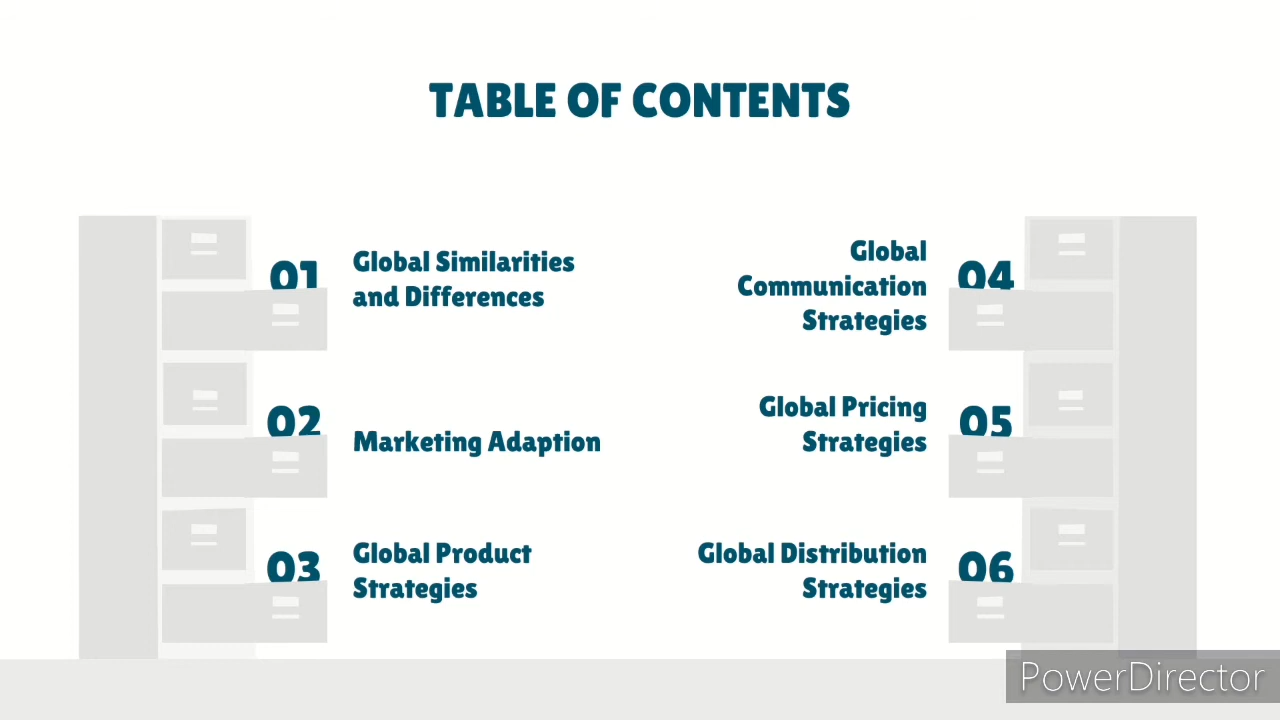 TABLE OF CONTENTS
01
Global Similarities
and Differences
02
Marketing Adaption
03
Global Product
Strategies
04
Global
Communication
Strategies
05
Global Pricing
Strategies
06
Global Distribution
Strategies
PowerDirector